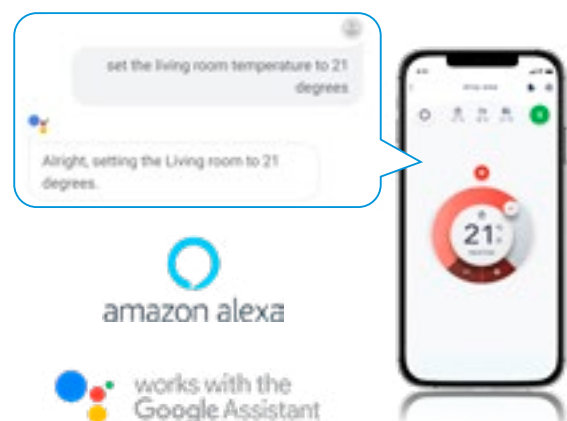 set the living room temperature to 21
degrees
Alright, setting the Living room to 21
degrees.
21
amazon alexa
works with the
Google Assistant